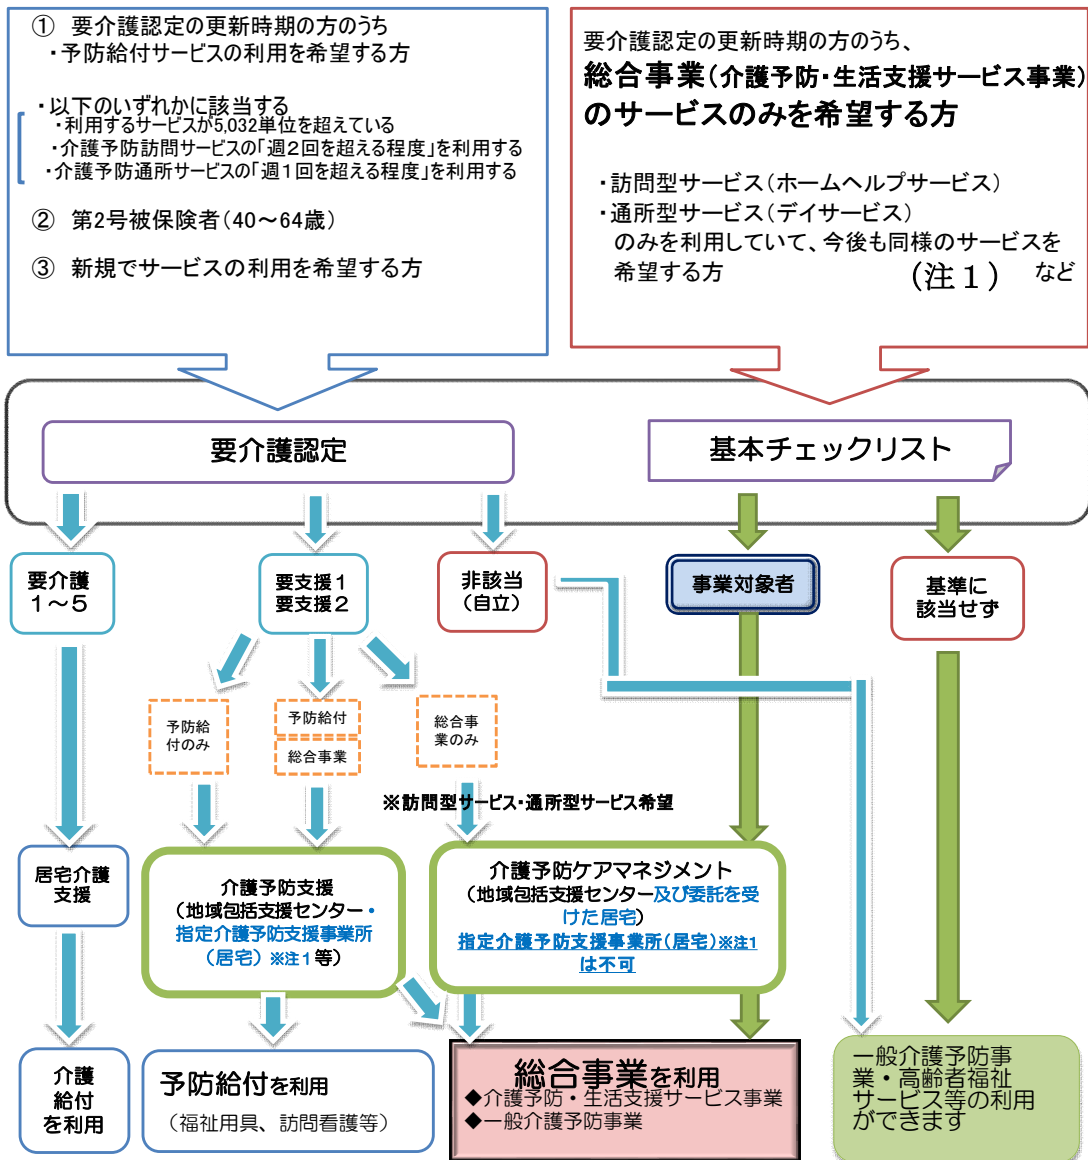 ① 要介護認定の更新時期の方のうち
・予防給付サービスの利用を希望する方
・以下のいずれかに該当する
・利用するサービスが5,032単位を超えている
・介護予防訪問サービスの「週2回を超える程度」を利用する
・介護予防通所サービスの「週1回を超える程度」を利用する
② 第2号被保険者(40～64歳)
③ 新規でサービスの利用を希望する方
要介護認定の更新時期の方のうち、
総合事業(介護予防・生活支援サービス事業)
のサービスのみを希望する方
・訪問型サービス(ホームヘルプサービス)
・通所型サービス(デイサービス)
のみを利用していて、今後も同様のサービスを
希望する方 (注1) など
要介護認定
基本チェックリスト
要介護
1～5
要支援1
要支援2
非該当
(自立)
事業対象者
基準に
該当せず
予防給
付のみ
予防給付
総合事業
総合事
業のみ
※訪問型サービス・通所型サービス希望
居宅介護
支援
介護予防支援
(地域包括支援センター・
指定介護予防支援事業所
(居宅) ※注1等)
介護予防ケアマネジメント
(地域包括支援センター及び委託を受
けた居宅)
指定介護予防支援事業所(居宅)※注1
は不可
介護
給付
を利用
予防給付を利用
(福祉用具、訪問看護等)
総合事業を利用
◆介護予防・生活支援サービス事業
◆一般介護予防事業
一般介護予防事
業・高齢者福祉
サービス等の利用
ができます